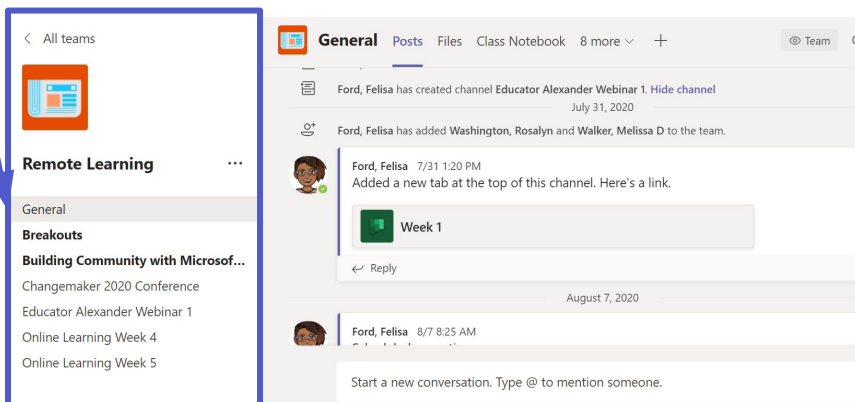 All teams
Remote Learning
...
General
Breakouts
Building Community with Microsof...
Changemaker 2020 Conference
Educator Alexander Webinar 1
Online Learning Week 4
Online Learning Week 5
General Posts Files Class Notebook 8 more
Team
Ford, Felisa has created channel Educator Alexander Webinar 1. Hide channel
July 31, 2020
Ford, Felisa has added Washington, Rosalyn and Walker, Melissa D to the team.
Ford, Felisa 7/31 1:20 PM
Added a new tab at the top of this channel. Here's a link.
Week 1
Reply
August 7, 2020
Ford, Felisa 8/7 8:25 AM
Start a new conversation. Type @ to mention someone.